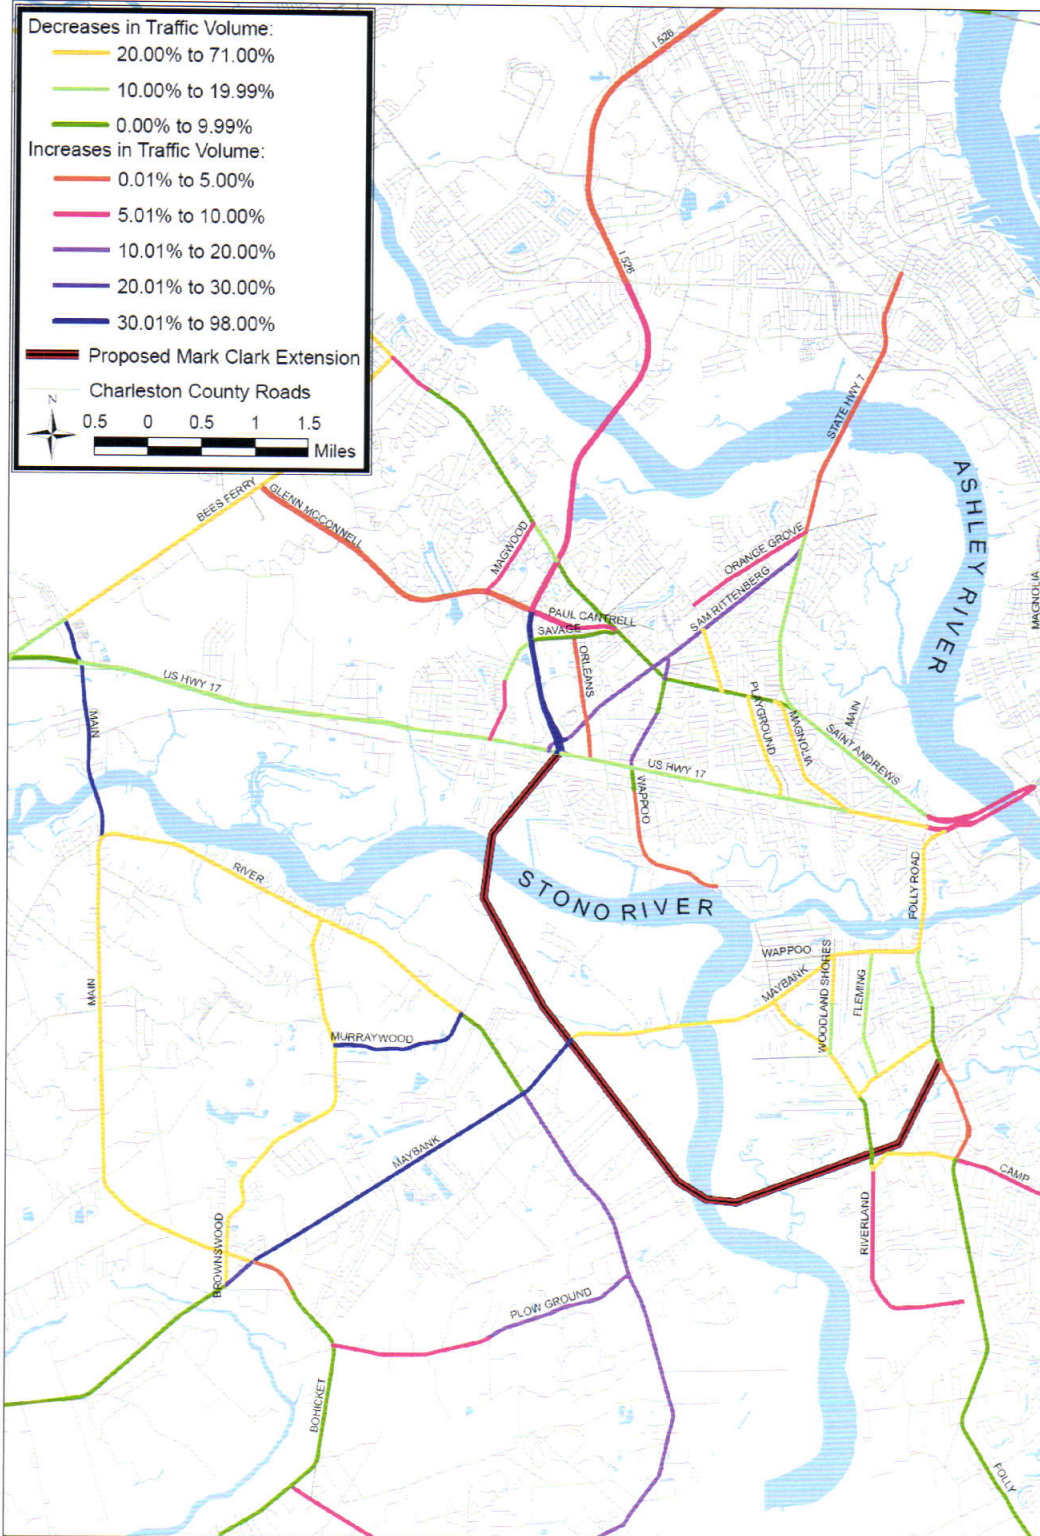 Decreases in Traffic Volume:
20.00% to 71.00%
10.00% to 19.99%
0.00% to 9.99%
Increases in Traffic Volume:
0.01% to 5.00%
5.01% to 10.00%
10.01% to 20.00%
20.01% to 30.00%
30.01% to 98.00%
Proposed Mark Clark Extension
Charleston County Roads
N
0.5 0 0.5 1 1.5
Miles
I 526
I 526
STATE HWY 7
ASHLEY RIVER
BEES FERRY
GLENN MCCONNELL
MAGWOOD
ORANGE GROVE
SAM RITTENBERG
MAGNOLIA
PAUL CANTRELL
SAVAGE
ORLEANS
US HWY 17
MAIN
PLAYGROUND
MAGNOLIA
MAIN
SAINT ANDREWS
US HWY 17
WAPPOO
RIVER
STONO RIVER
FOLLY ROAD
WAPPOO
MAYBANK
WOODLAND SHORES
FLEMING
MAIN
MURRAYWOOD
MAYBANK
CAMP
RIVERLAND
BROWNSWOOD
PLOW GROUND
BOHICKET
FOLLY